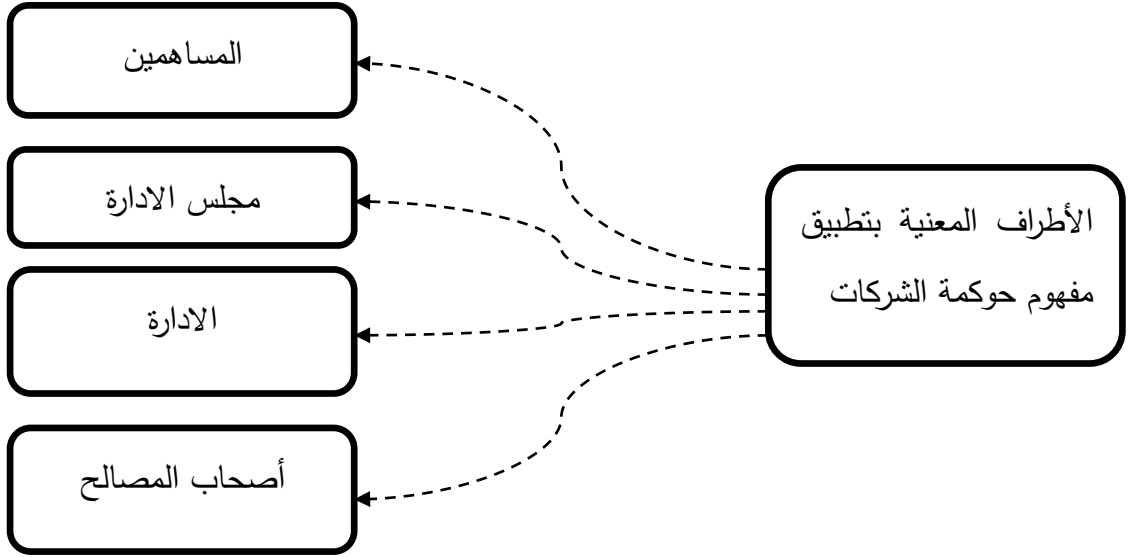 الأطراف المعنية بتطبيق
مفهوم حوكمة الشركات
المساهمين
مجلس الادارة
الادارة
أصحاب المصالح